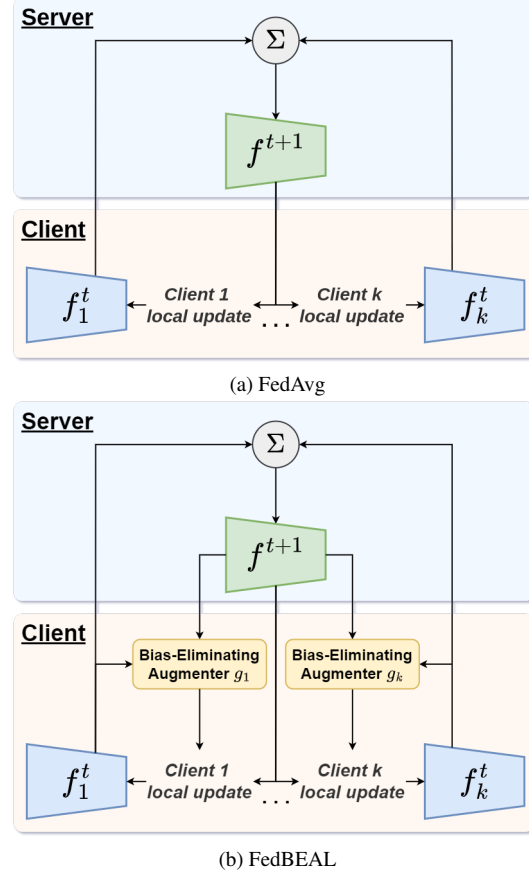 Server
Σ
f^{t+1}
Client
f_1^t
Client 1
local update
...
Client k
local update
f_k^t
(a) FedAvg
Server
Σ
f^{t+1}
Client
Bias-Eliminating
Augmenter g_1
Bias-Eliminating
Augmenter g_k
f_1^t
Client 1
local update
...
Client k
local update
f_k^t
(b) FedBEAL